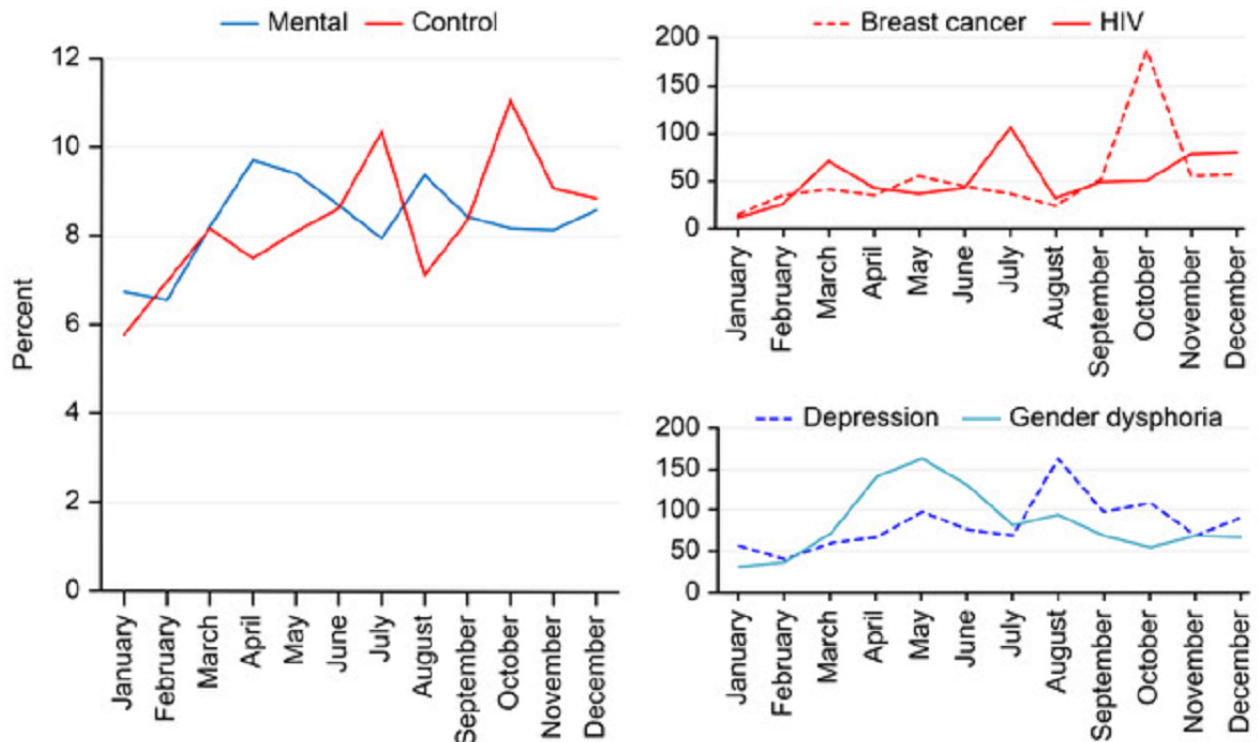 Mental Control
12
10
8
6
4
2
0
Percent
January
February
March
April
May
June
July
August
September
October
November
December
Breast cancer HIV
200
150
100
50
0
January
February
March
April
May
June
July
August
September
October
November
December
Depression Gender dysphoria
200
150
100
50
0
January
February
March
April
May
June
July
August
September
October
November
December